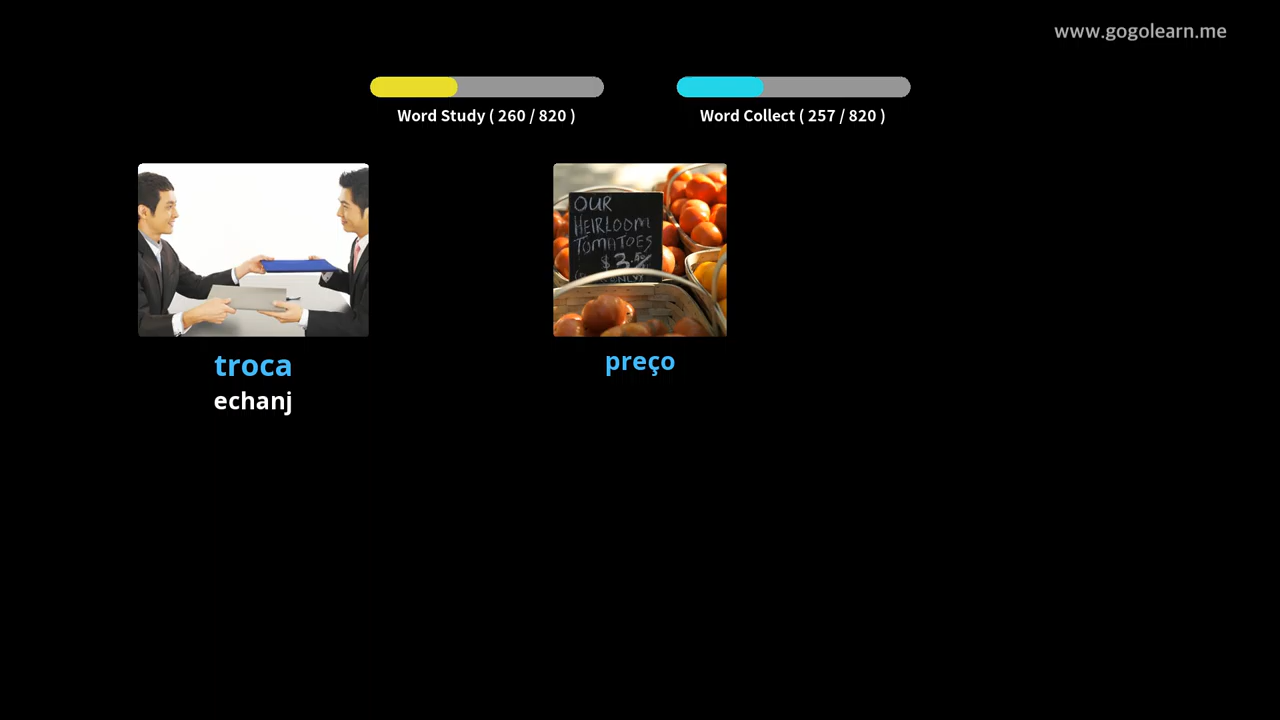 www.gogolearn.me
Word Study ( 260 / 820 )
Word Collect ( 257 / 820 )
OUR
HEIRLOOM
TOMATOES
troca
preço
echanj